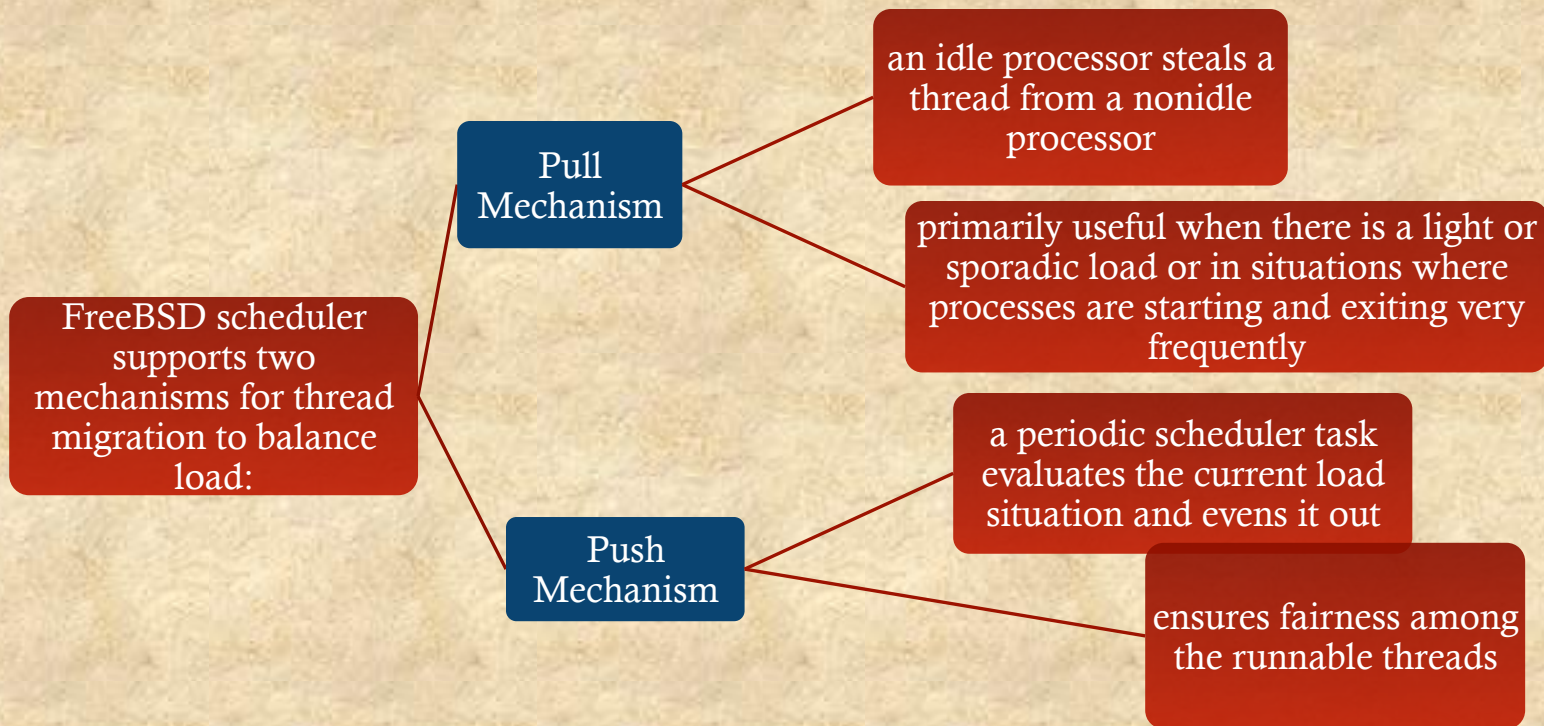 FreeBSD scheduler
supports two
mechanisms for thread
migration to balance
load:
Pull
Mechanism
an idle processor steals a
thread from a nonidle
processor
primarily useful when there is a light or
sporadic load or in situations where
processes are starting and exiting very
frequently
Push
Mechanism
a periodic scheduler task
evaluates the current load
situation and evens it out
ensures fairness among
the runnable threads